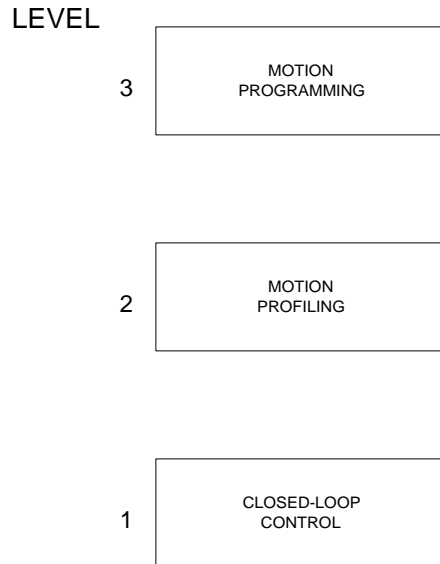 LEVEL
3
MOTION
PROGRAMMING
2
MOTION
PROFILING
1
CLOSED-LOOP
CONTROL